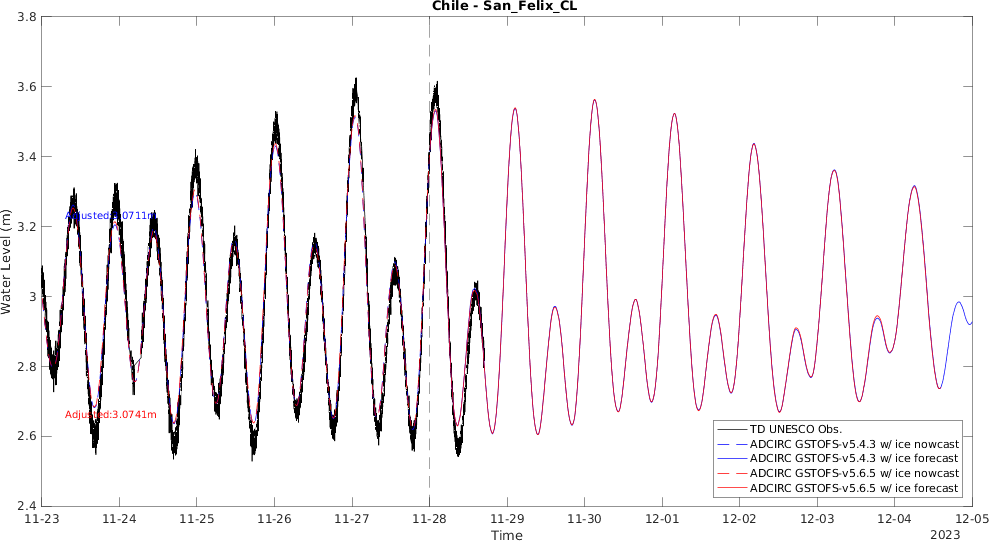 Chile - San_Felix_CL
3.8
3.6
3.4
3.2
3
2.8
2.6
2.4
Water Level (m)
Adjusted:3.0711m
Adjusted:3.0741m
TD UNESCO Obs.
ADCIRC GSTOFS-v5.4.3 w/ ice nowcast
ADCIRC GSTOFS-v5.4.3 w/ ice forecast
ADCIRC GSTOFS-v5.6.5 w/ ice nowcast
ADCIRC GSTOFS-v5.6.5 w/ ice forecast
11-23 11-24 11-25 11-26 11-27 11-28 11-29 11-30 12-01 12-02 12-03 12-04 12-05
Time
2023